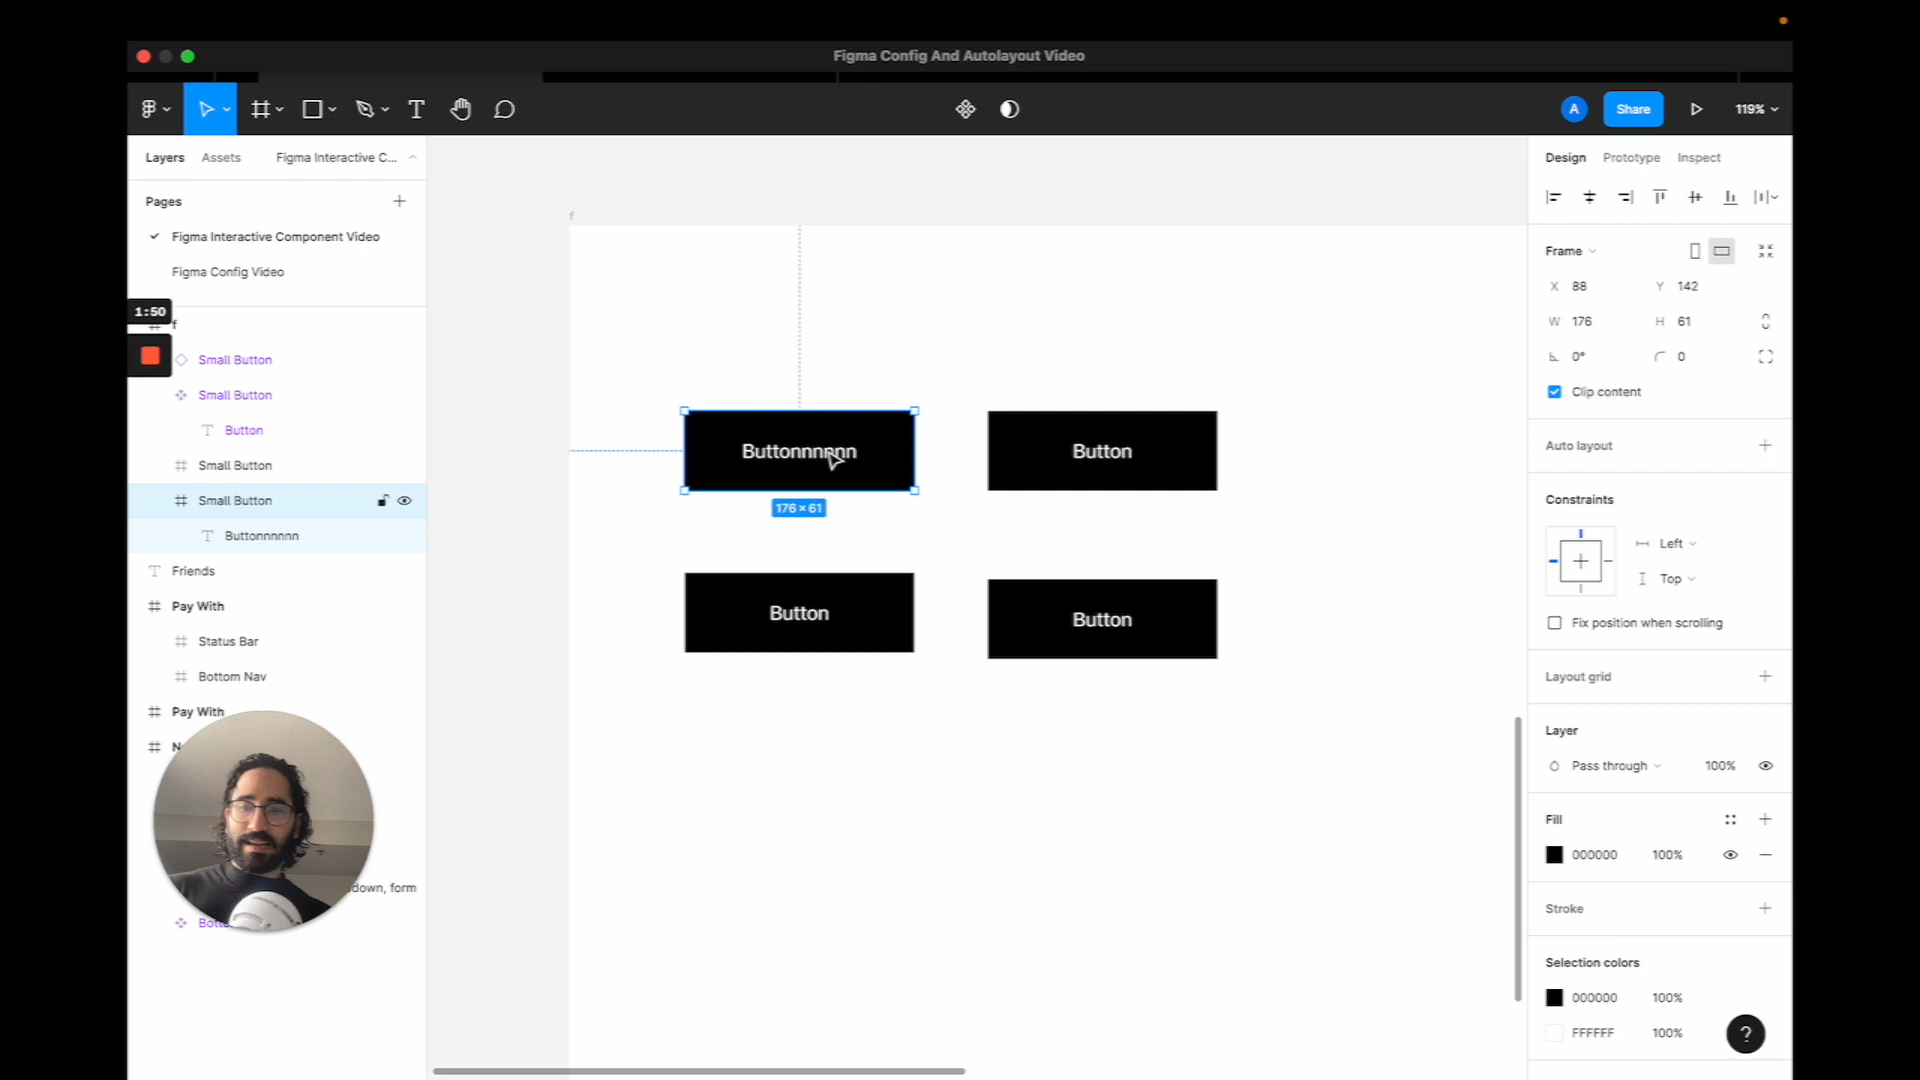 Figma Config And Autolayout Video
A
Share
119%
Layers
Assets
Figma Interactive C...
Pages
Figma Interactive Component Video
Figma Config Video
1:50
f
Small Button
Small Button
Button
Small Button
Small Button
Buttonnnnnn
Friends
Pay With
Status Bar
Bottom Nav
Pay With
down, form
f
Buttonnnnnn
176 × 61
Button
Button
Button
Design
Prototype
Inspect
Frame
X 88
Y 142
W 176
H 61
0°
0
Clip content
Auto layout
Constraints
Left
Top
Fix position when scrolling
Layout grid
Layer
Pass through
100%
Fill
000000
100%
Stroke
Selection colors
000000
100%
FFFFFF
100%
?